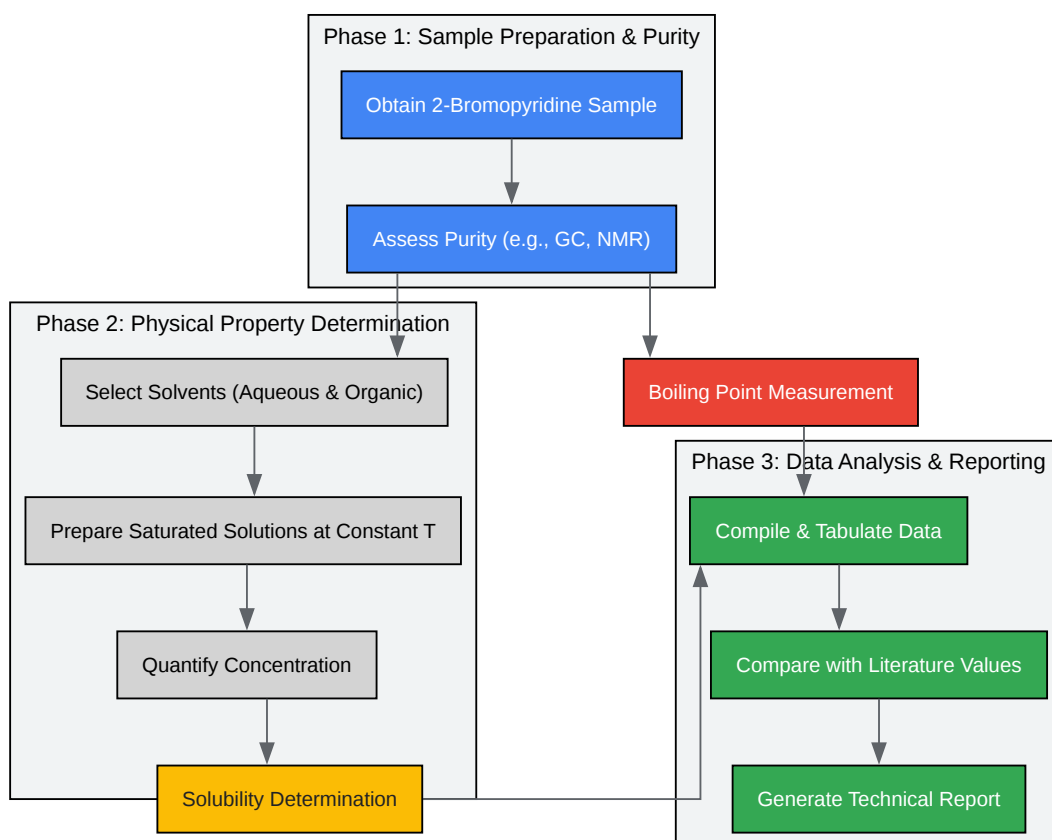 Phase 1: Sample Preparation & Purity
Obtain 2-Bromopyridine Sample
Assess Purity (e.g., GC, NMR)
Phase 2: Physical Property Determination
Select Solvents (Aqueous & Organic)
Boiling Point Measurement
Phase 3: Data Analysis & Reporting
Prepare Saturated Solutions at Constant T
Compile & Tabulate Data
Quantify Concentration
Compare with Literature Values
Solubility Determination
Generate Technical Report